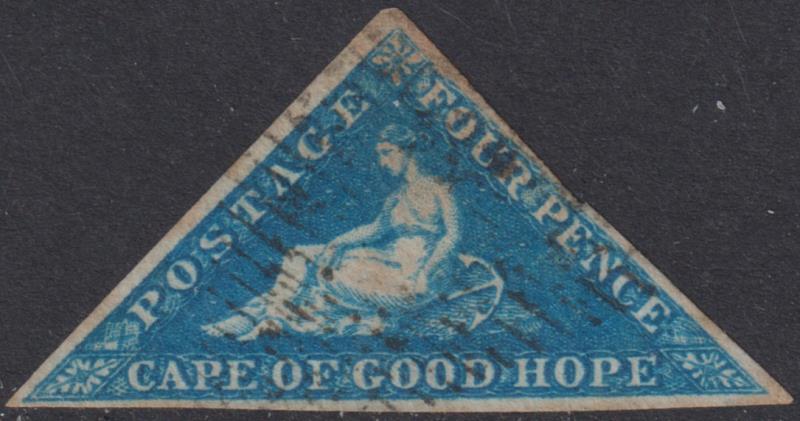 POSTAGE
FOUR PENCE
CAPE OF GOOD HOPE